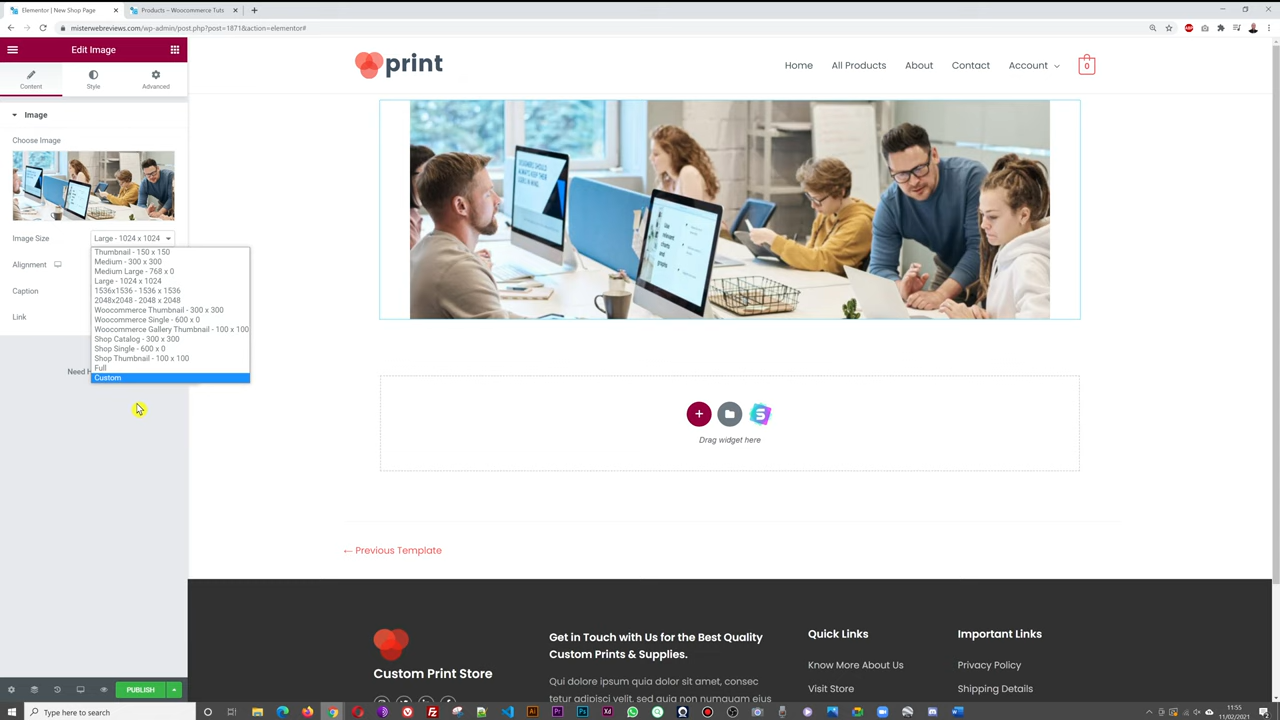 Elementor | New Shop Page
Products – Woocommerce Tuts
misterwebreviews.com/wp-admin/post.php?post=1871&action=elementor#
Edit Image
Content
Style
Advanced
Image
Choose Image
Image Size
Large - 1024 x 1024
Thumbnail - 150 x 150
Medium - 300 x 300
Medium Large - 768 x 0
Large - 1024 x 1024
1536x1536 - 1536 x 1536
2048x2048 - 2048 x 2048
Woocommerce Thumbnail - 300 x 300
Woocommerce Single - 600 x 0
Woocommerce Gallery Thumbnail - 100 x 100
Shop Catalog - 300 x 300
Shop Single - 600 x 0
Shop Thumbnail - 100 x 100
Full
Custom
Alignment
Caption
Link
Need H
PUBLISH
print
Home
All Products
About
Contact
Account
0
Drag widget here
← Previous Template
Custom Print Store
Get in Touch with Us for the Best Quality
Custom Prints & Supplies.
Quis dolore ipsum quia dolor sit amet, consec
tetur adipisci velit, sed quia non numquam eius
Quick Links
Know More About Us
Visit Store
Important Links
Privacy Policy
Shipping Details
Type here to search
11:55
11/02/2021